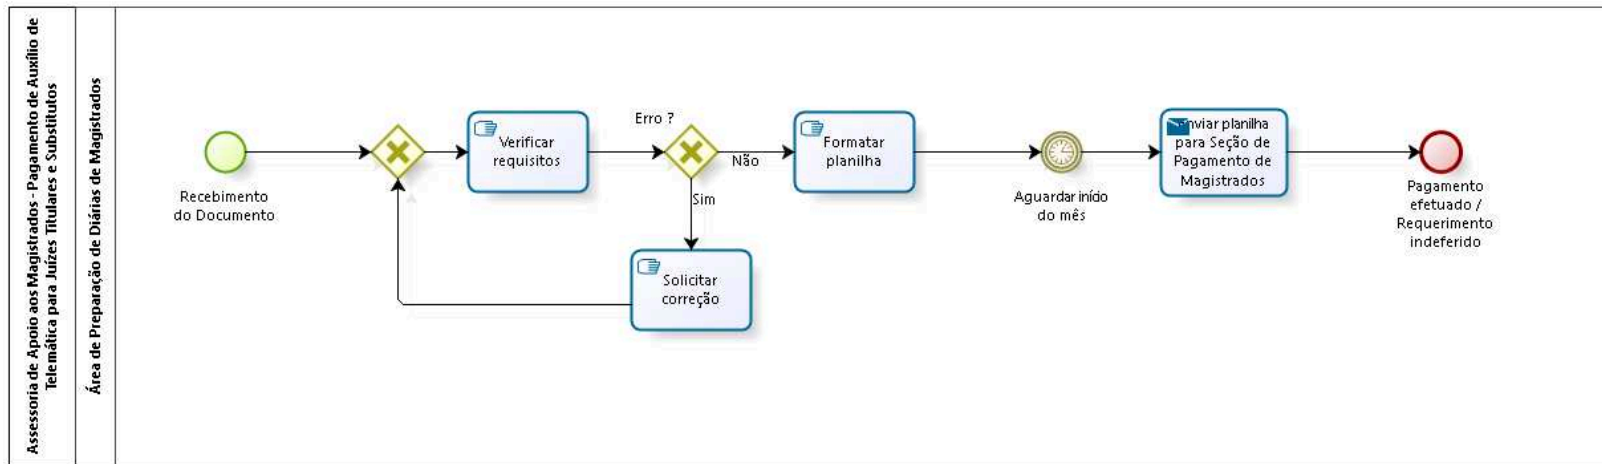 Assessoria de Apoio aos Magistrados - Pagamento de Auxílio de
Telemática para Juízes Titulares e Substitutos
Área de Preparação de Diárias de Magistrados
Recebimento
do Documento
Verificar
requisitos
Erro ?
Não
Sim
Solicitar
correção
Formatar
planilha
Aguardar início
do mês
Enviar planilha
para Seção de
Pagamento de
Magistrados
Pagamento
efetuado /
Requerimento
indeferido